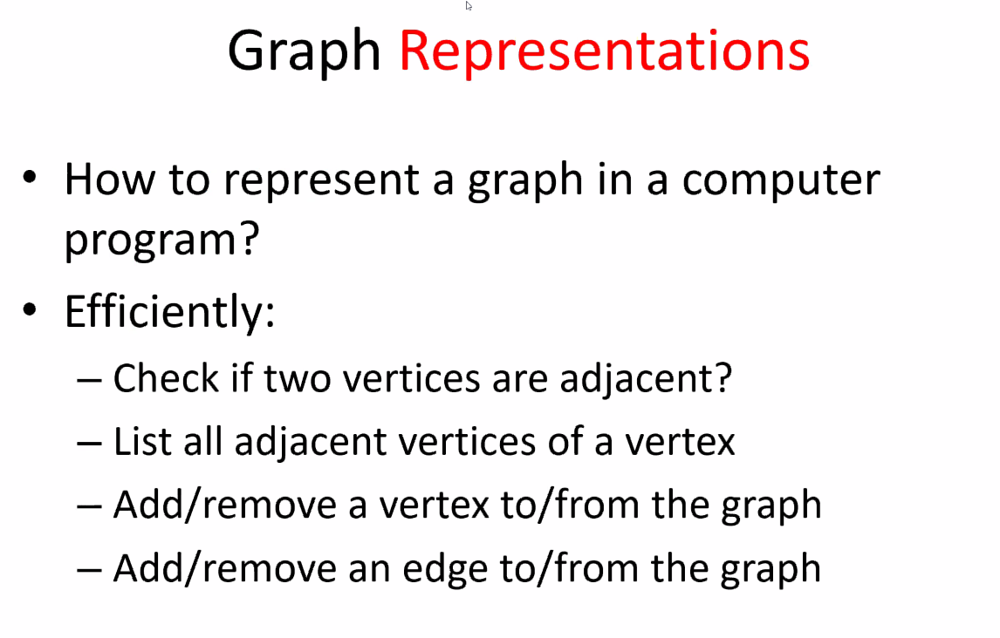 Graph Representations
• How to represent a graph in a computer
program?
• Efficiently:
– Check if two vertices are adjacent?
– List all adjacent vertices of a vertex
– Add/remove a vertex to/from the graph
– Add/remove an edge to/from the graph